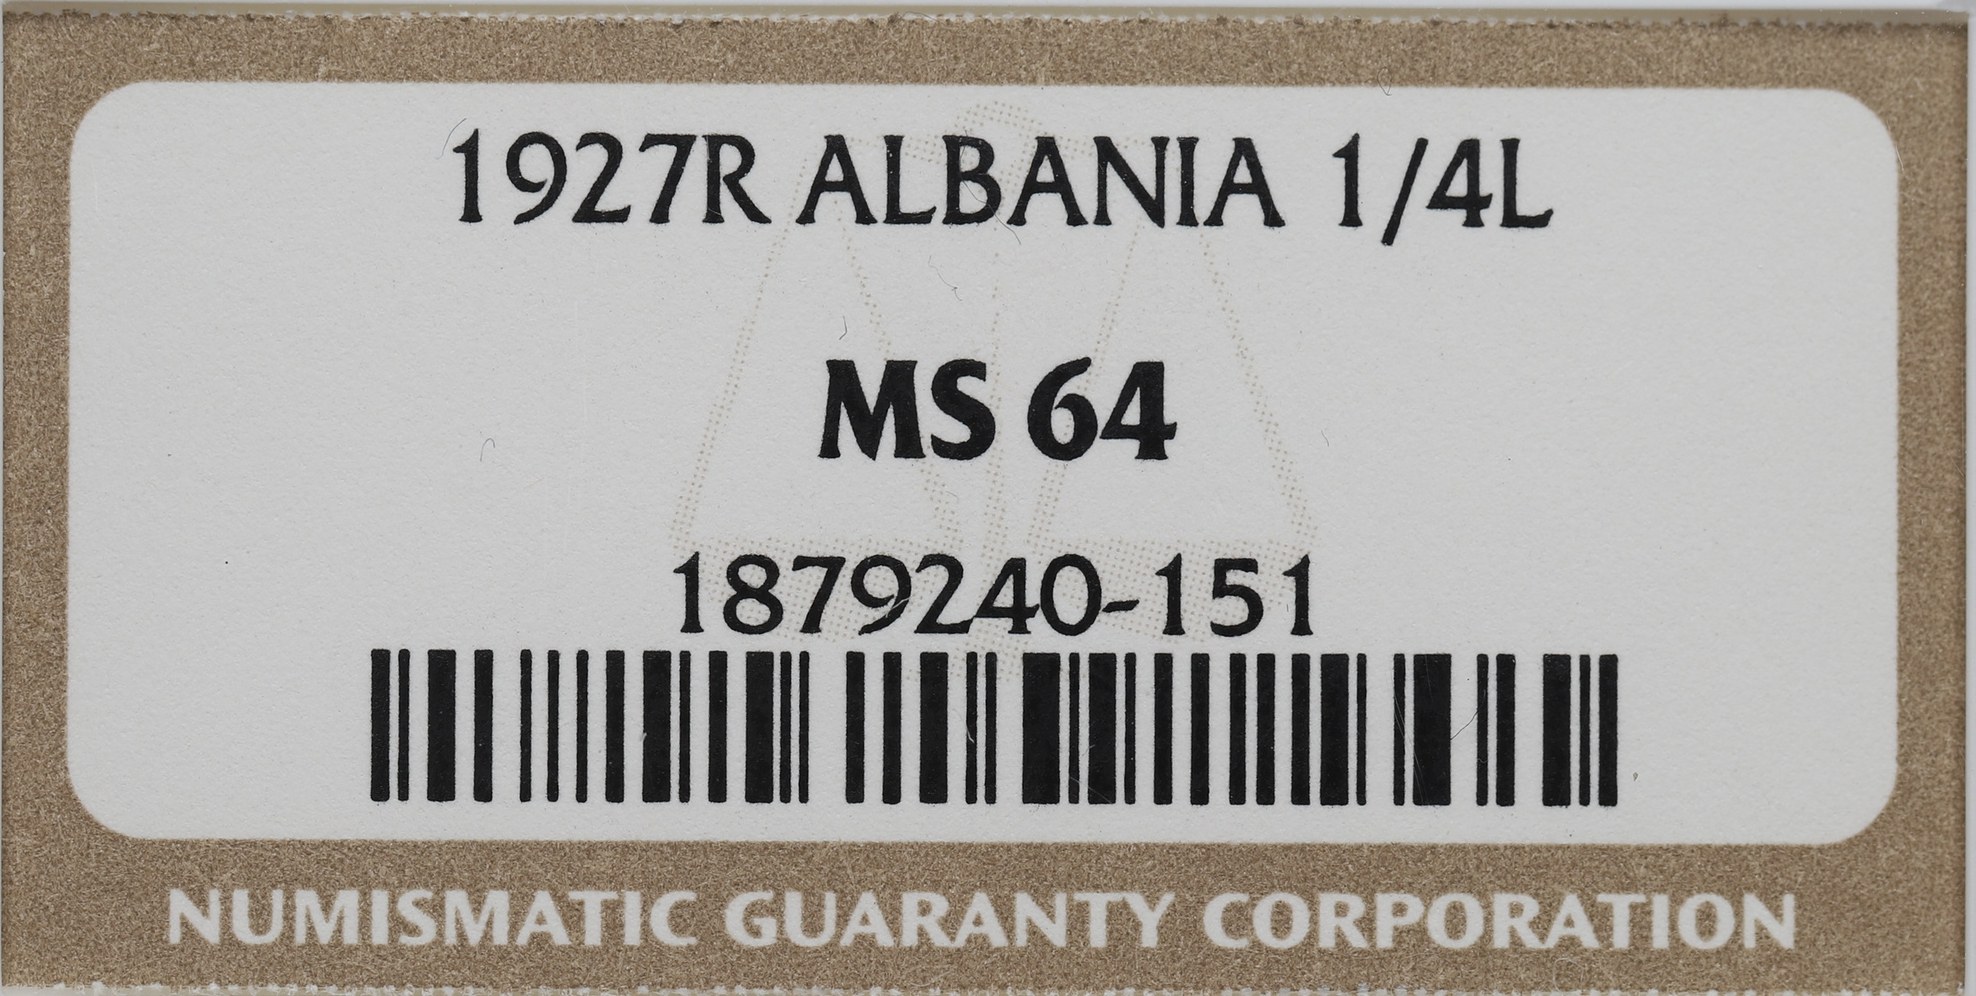 1927R ALBANIA 1/4L
MS 64
1879240-151
NUMISMATIC GUARANTY CORPORATION